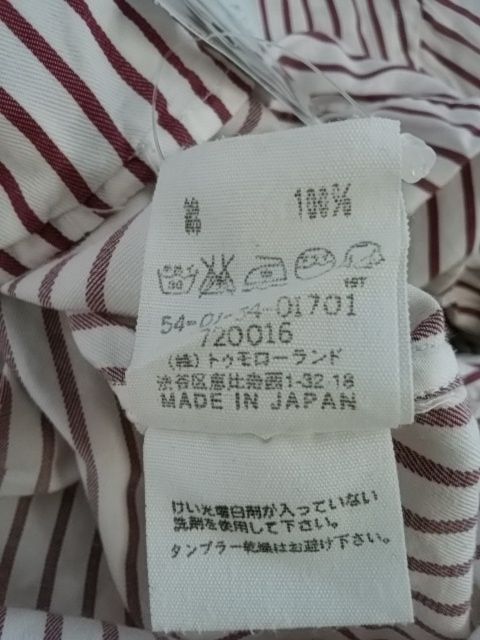 綿 100%
54-01-34-01701
720016
(株) トゥモローランド
渋谷区恵比寿西1-32-18
MADE IN JAPAN
けい光増白剤が入っていない
洗剤を使用して下さい。
タンブラー乾燥はお避け下さい。